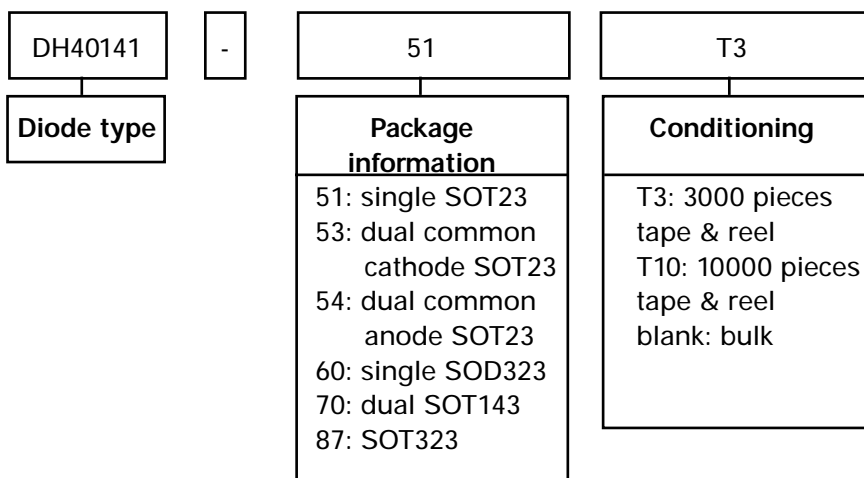 DH40141 - 51 T3
Diode type
Package
information
51: single SOT23
53: dual common
cathode SOT23
54: dual common
anode SOT23
60: single SOD323
70: dual SOT143
87: SOT323
Conditioning
T3: 3000 pieces
tape & reel
T10: 10000 pieces
tape & reel
blank: bulk